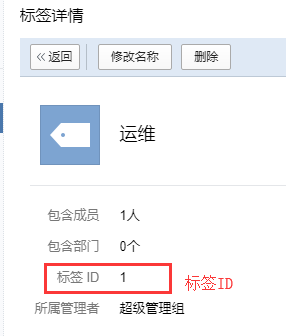 标签详情
返回 修改名称 删除
运维
包含成员 1人
包含部门 0个
标签 ID 1 标签ID
所属管理者 超级管理组